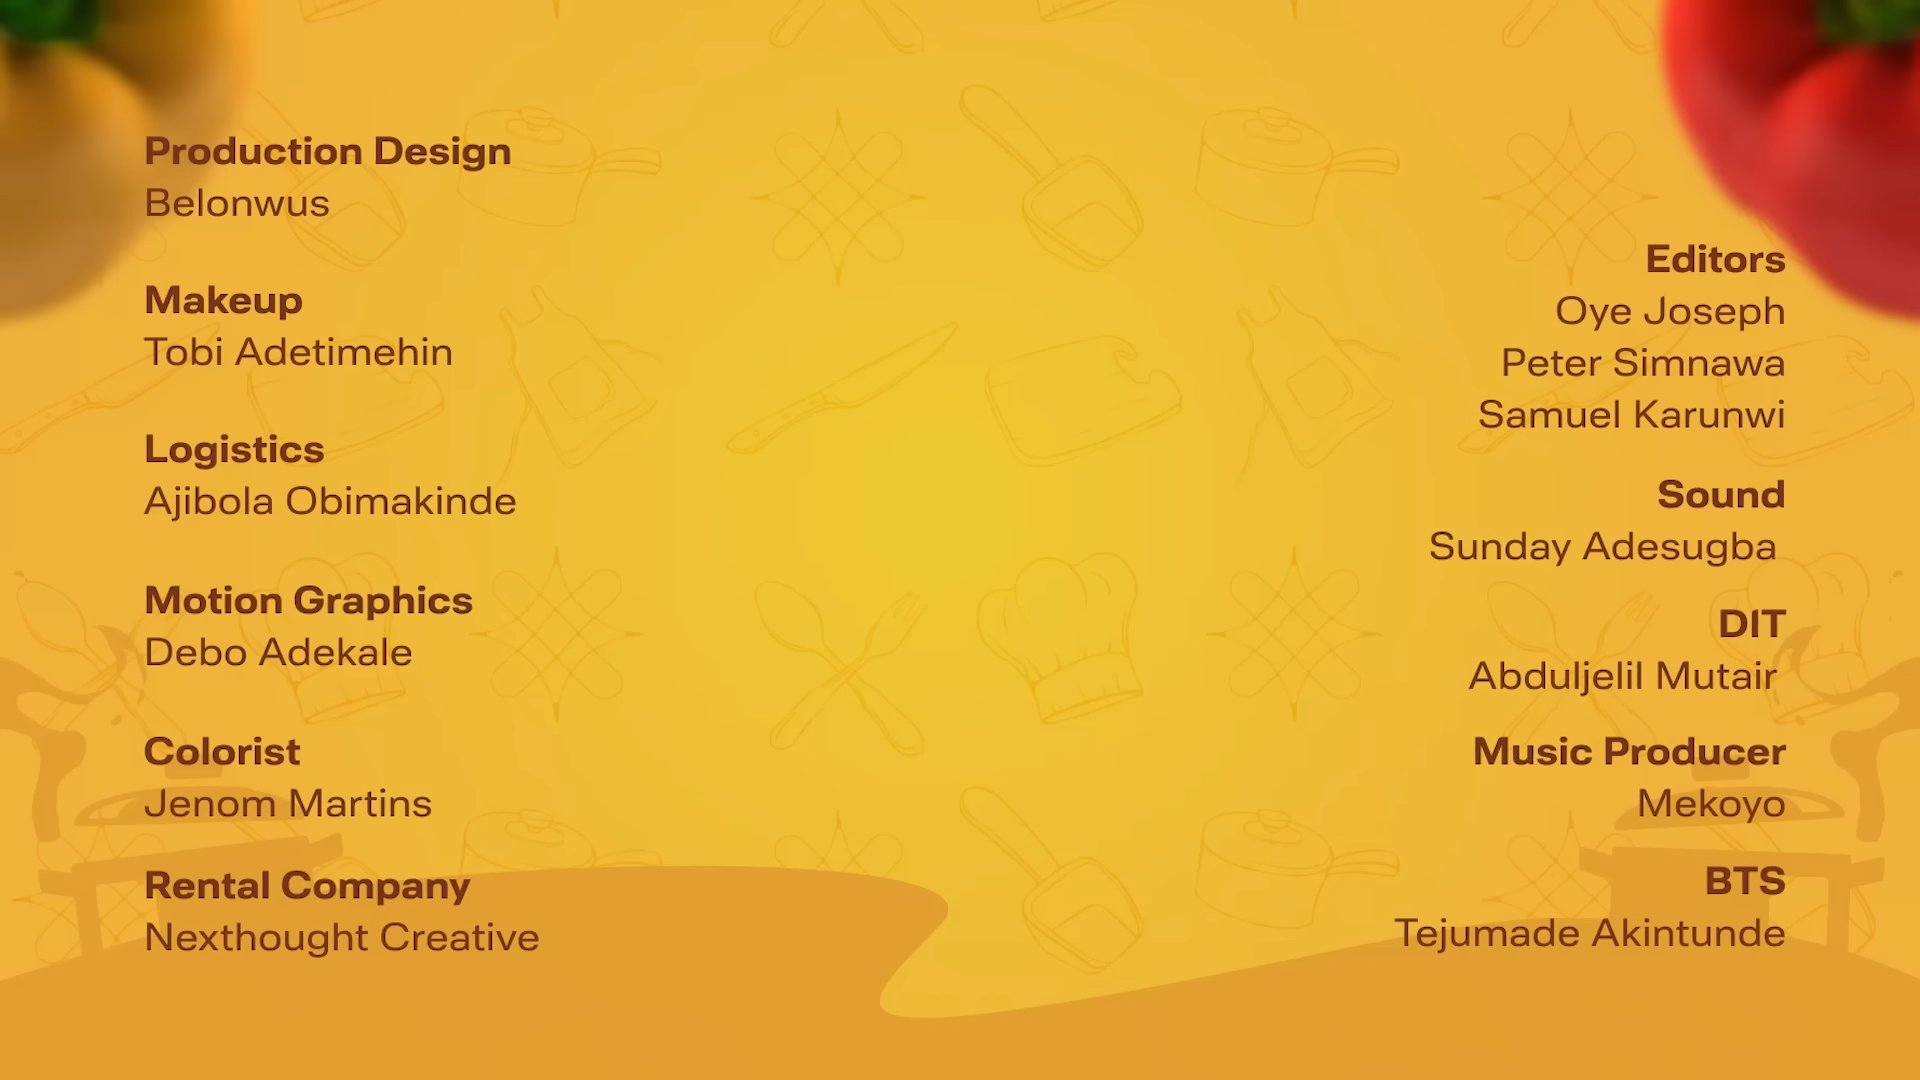 Production Design
Belonwus
Makeup
Tobi Adetimehin
Logistics
Ajibola Obimakinde
Motion Graphics
Debo Adekale
Colorist
Jenom Martins
Rental Company
Nexthought Creative
Editors
Oye Joseph
Peter Simnawa
Samuel Karunwi
Sound
Sunday Adesugba
DIT
Abduljelil Mutair
Music Producer
Mekoyo
BTS
Tejumade Akintunde